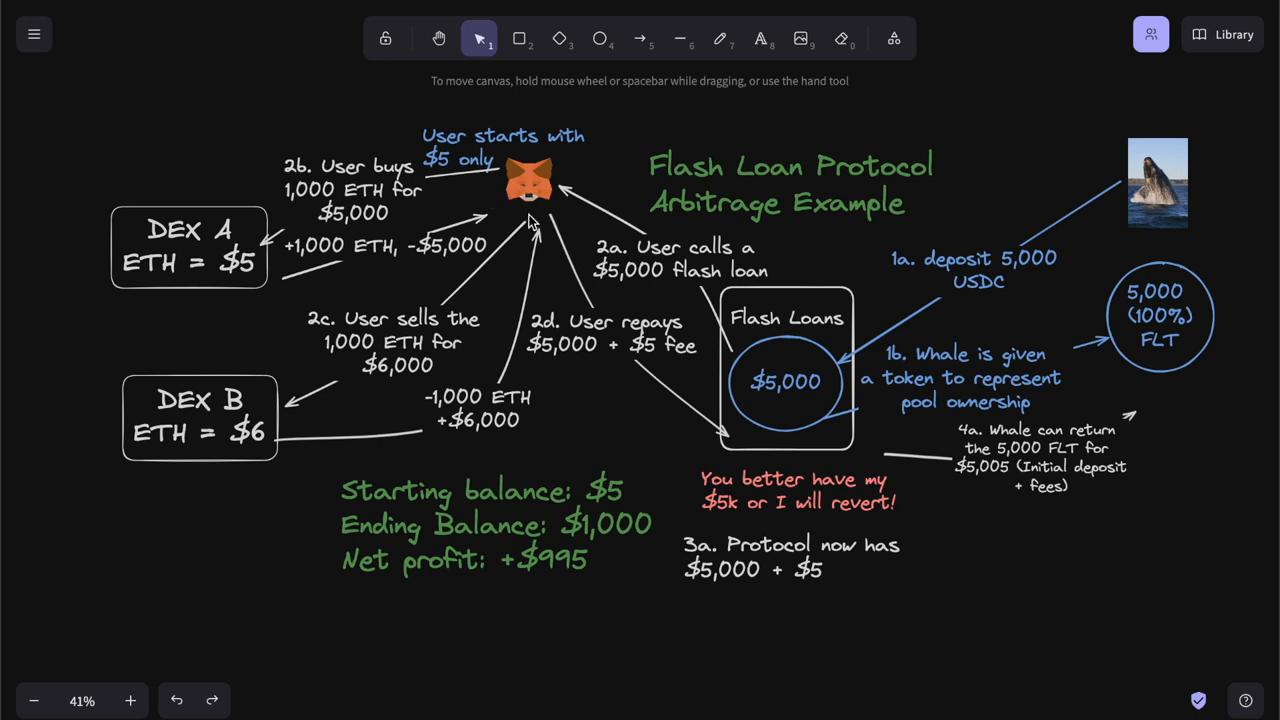 1
2
3
4
5
6
7
8
9
0
Library
To move canvas, hold mouse wheel or spacebar while dragging, or use the hand tool
User starts with
$5 only
2b. User buys
1,000 ETH for
$5,000
Flash Loan Protocol
Arbitrage Example
DEX A
ETH = $5
+1,000 ETH, -$5,000
2a. User calls a
$5,000 flash loan
1a. deposit 5,000
USDC
5,000
(100%)
FLT
2c. User sells the
1,000 ETH for
$6,000
2d. User repays
$5,000 + $5 fee
Flash Loans
$5,000
1b. Whale is given
a token to represent
pool ownership
DEX B
ETH = $6
-1,000 ETH
+$6,000
4a. Whale can return
the 5,000 FLT for
$5,005 (Initial deposit
+ fees)
You better have my
$5k or I will revert!
Starting balance: $5
Ending Balance: $1,000
Net profit: +$995
3a. Protocol now has
$5,000 + $5
41%